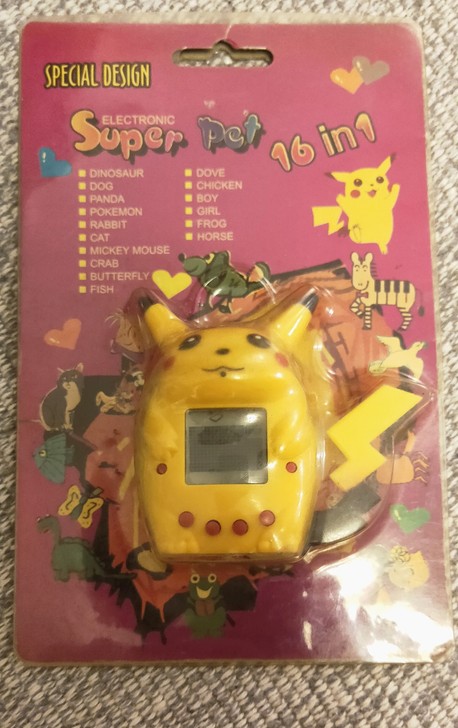 SPECIAL DESIGN
ELECTRONIC
Super Pet 16 in 1
DINOSAUR
DOG
PANDA
POKEMON
RABBIT
CAT
MICKEY MOUSE
CRAB
BUTTERFLY
FISH
DOVE
CHICKEN
BOY
GIRL
FROG
HORSE